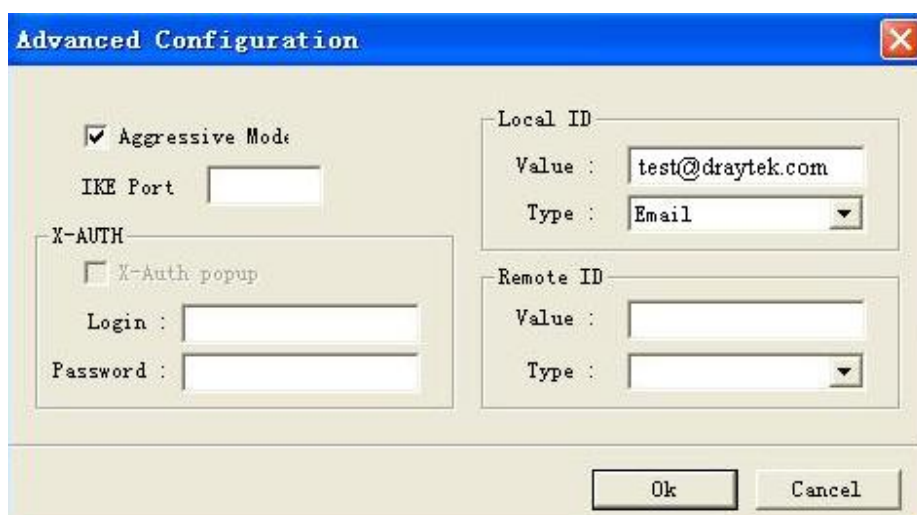 Advanced Configuration
Aggressive Mode
IKE Port
X-AUTH
X-Auth popup
Login :
Password :
Local ID
Value : test@draytek.com
Type : Email
Remote ID
Value :
Type :
Ok Cancel